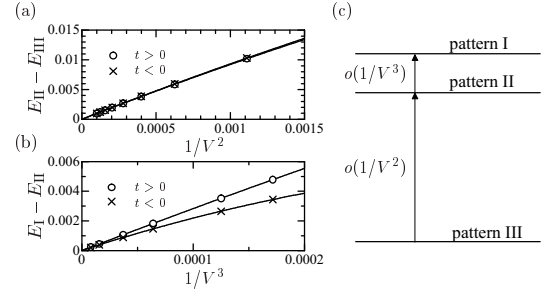 (a)
0.015
0.010
0.005
0
E_II − E_III
t > 0
t < 0
0
0.0005
0.001
0.0015
1/V^2
(b)
0.006
0.004
0.002
0
E_I − E_II
t > 0
t < 0
0
0.0001
0.0002
1/V^3
(c)
pattern I
o(1/V^3)
pattern II
o(1/V^2)
pattern III